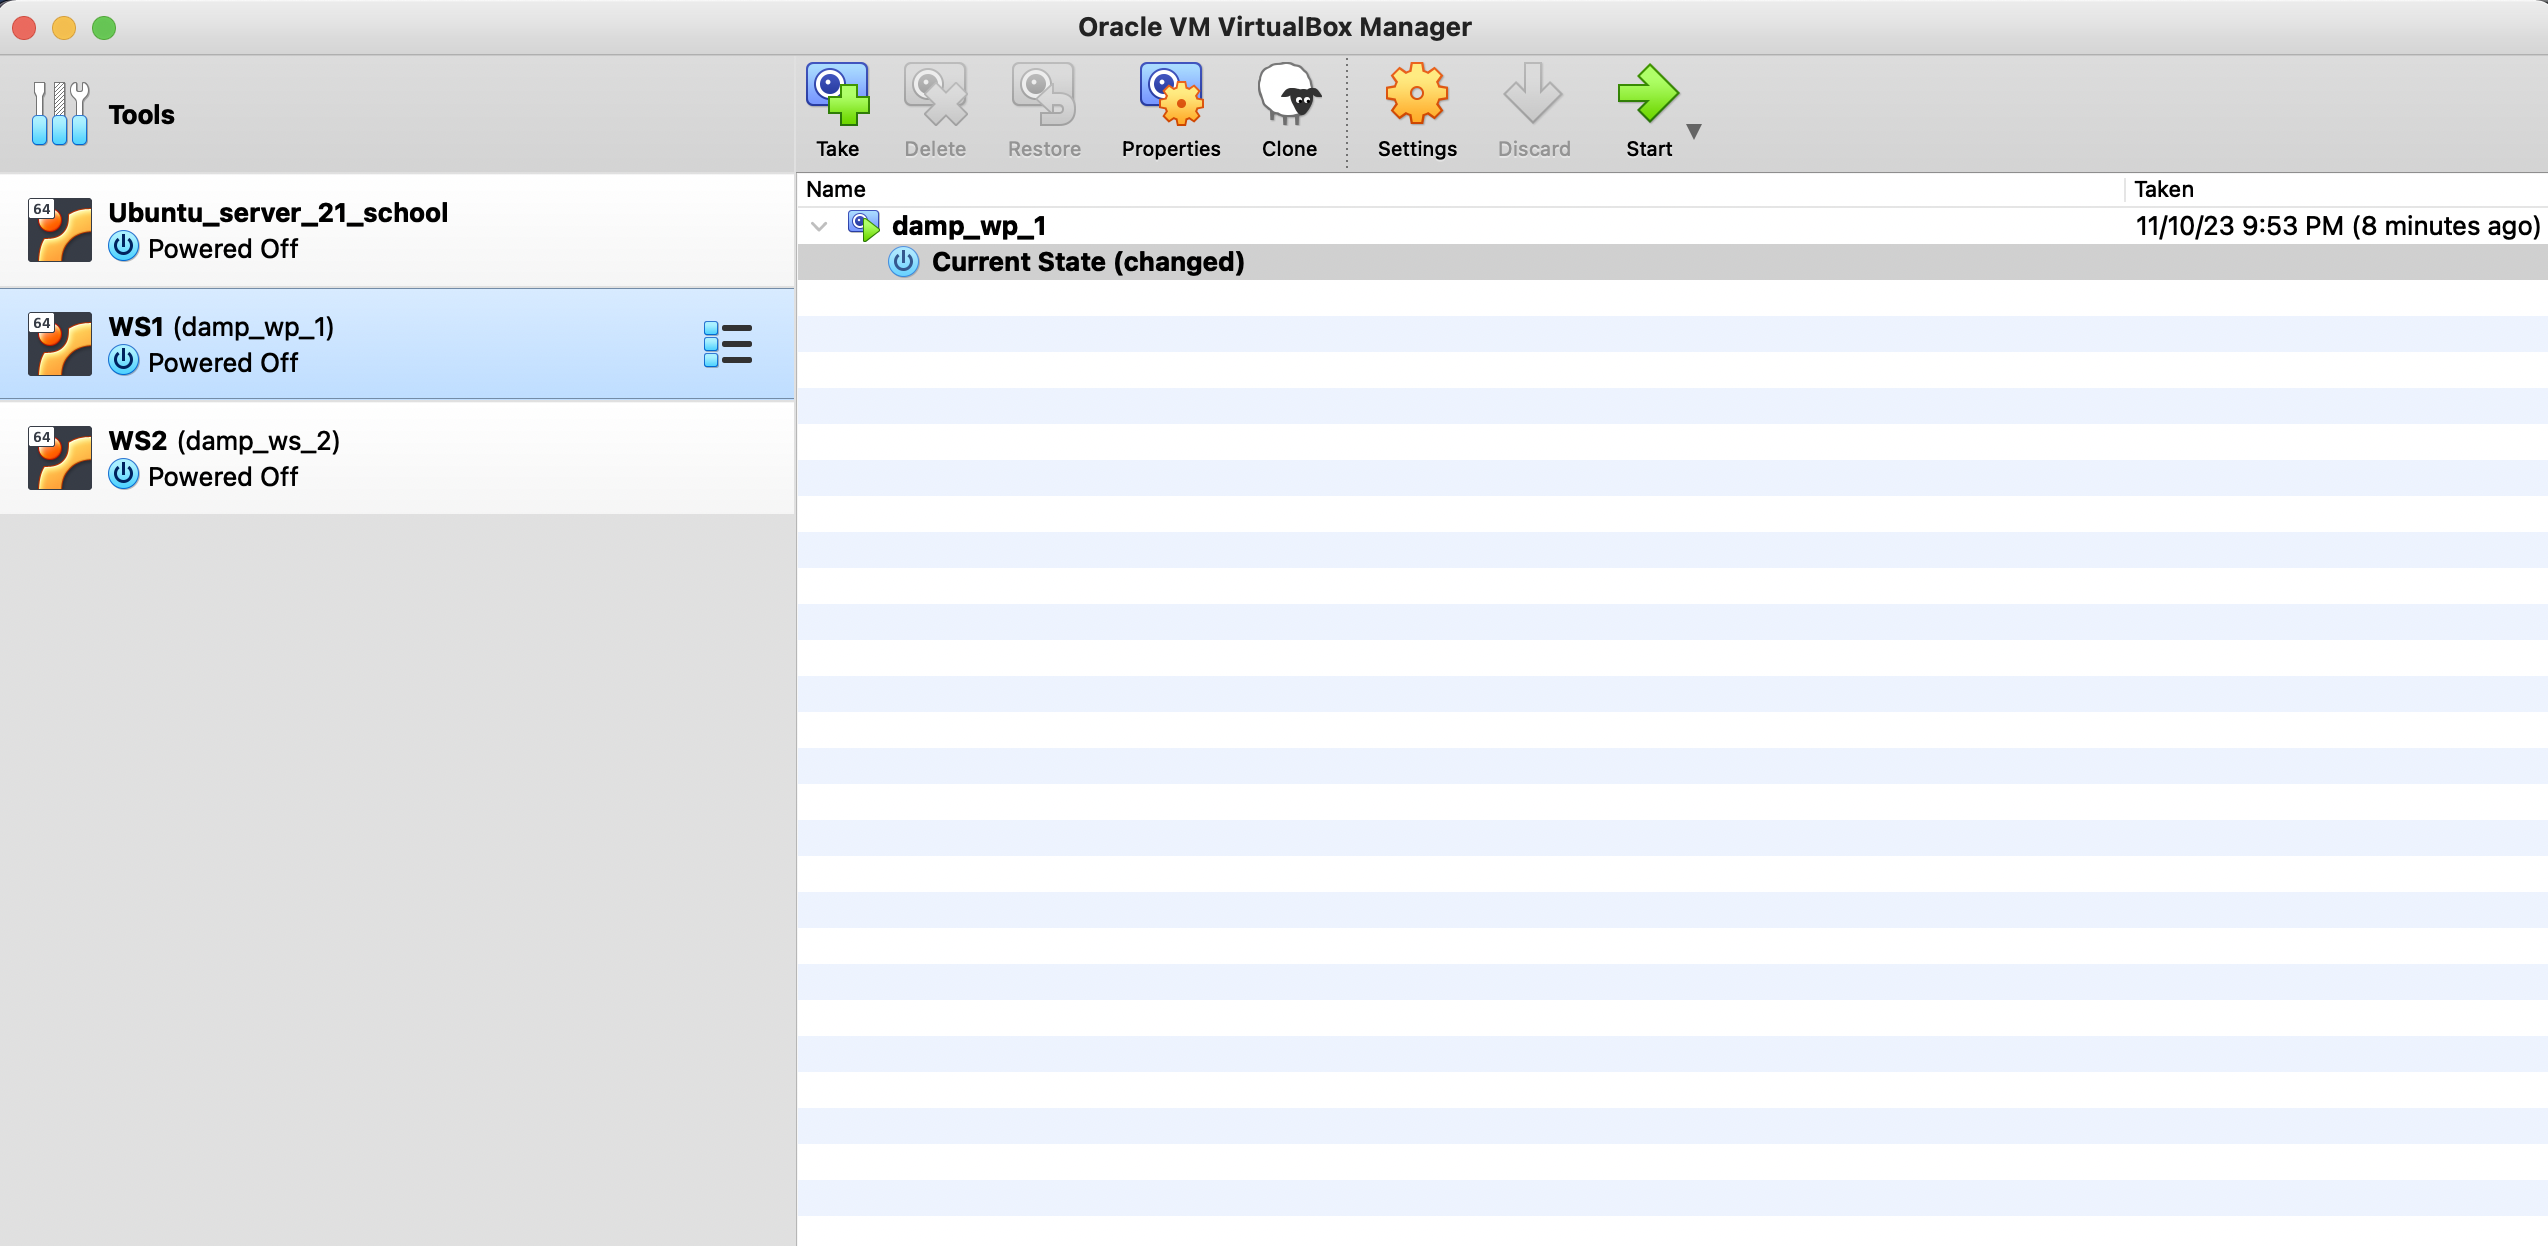 Oracle VM VirtualBox Manager
Tools
Take Delete Restore Properties Clone Settings Discard Start
64 Ubuntu_server_21_school
Powered Off
64 WS1 (damp_wp_1)
Powered Off
64 WS2 (damp_ws_2)
Powered Off
Name Taken
damp_wp_1 11/10/23 9:53 PM (8 minutes ago)
Current State (changed)